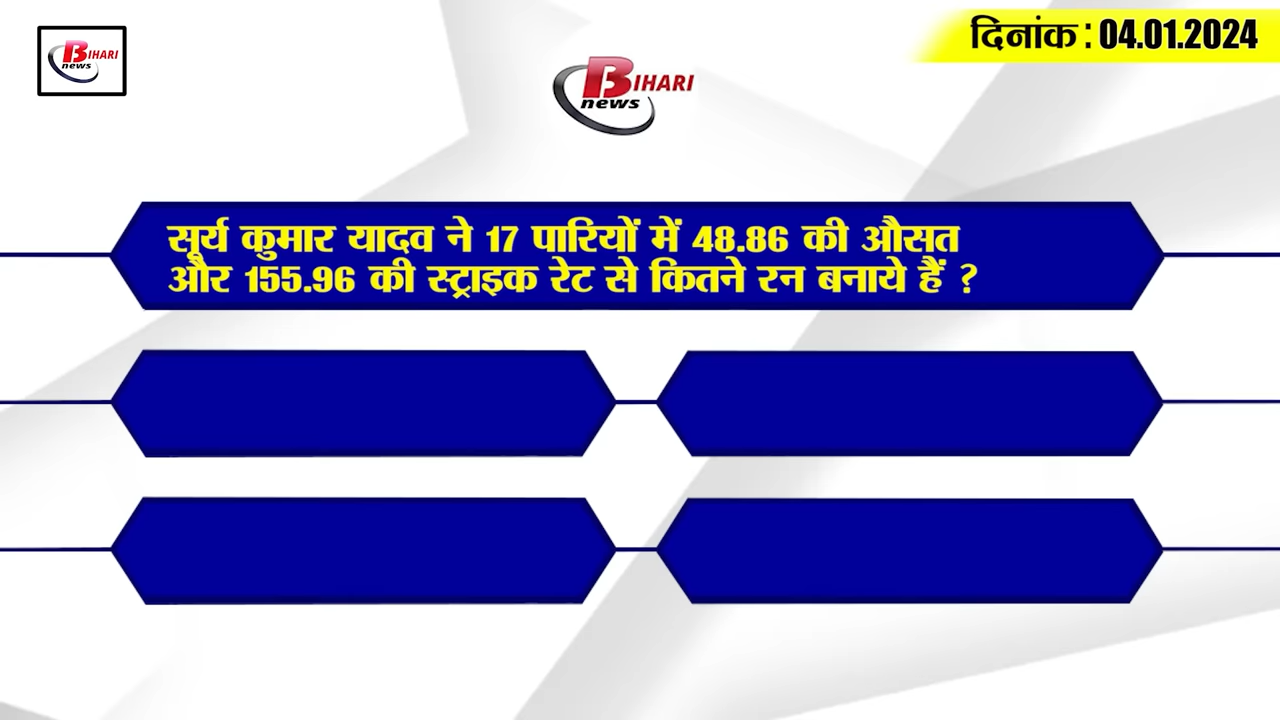 BIHARI
news
दिनांक : 04.01.2024
BIHARI
news
सूर्य कुमार यादव ने 17 पारियों में 48.86 की औसत
और 155.96 की स्ट्राइक रेट से कितने रन बनाये हैं ?